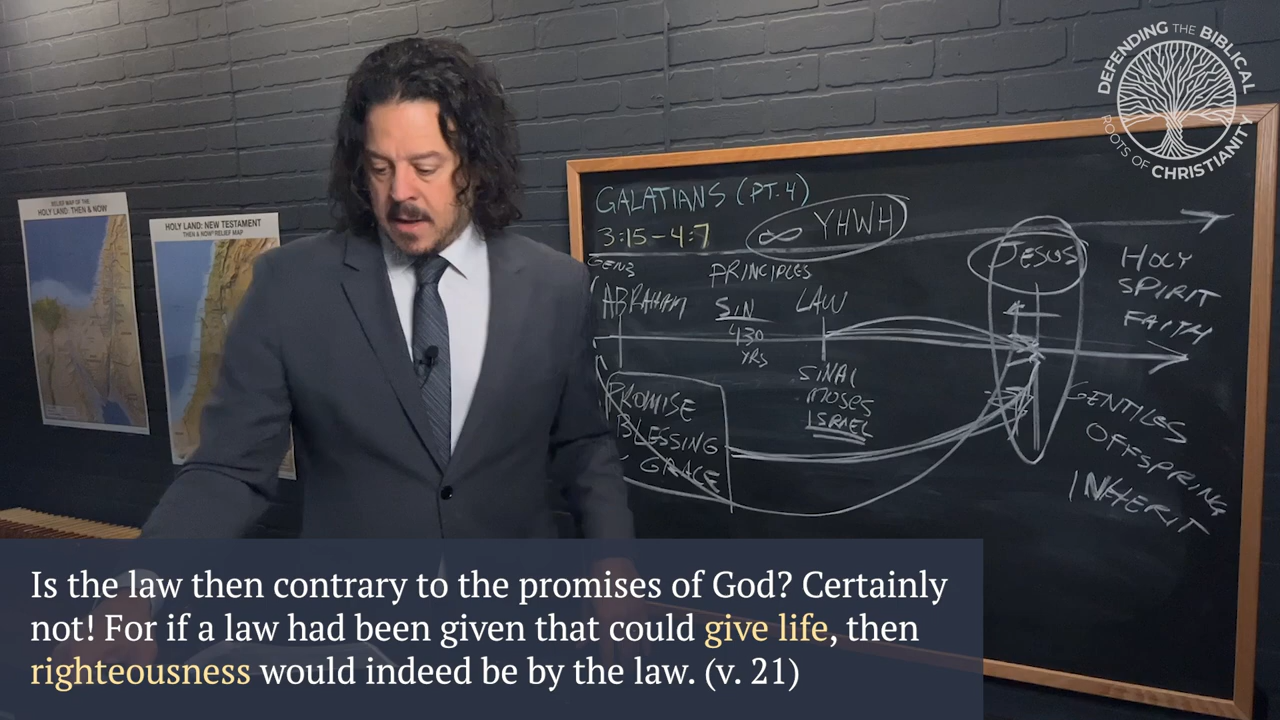 DEFENDING THE BIBLICAL
ROOTS OF CHRISTIANITY
RELIEF MAP OF THE
HOLY LAND: THEN & NOW
HOLY LAND: NEW TESTAMENT
THEN & NOW RELIEF MAP
GALATIANS (PT. 4)
3:15-4:7
∞ YHWH
GEN 3
ABRAHAM
PRINCIPLES
SIN
430
YRS
LAW
SINAI
MOSES
ISRAEL
PROMISE
BLESSING
GRACE
JESUS
HOLY
SPIRIT
FAITH
GENTILES
OFFSPRING
INHERIT
Is the law then contrary to the promises of God? Certainly
not! For if a law had been given that could give life, then
righteousness would indeed be by the law. (v. 21)